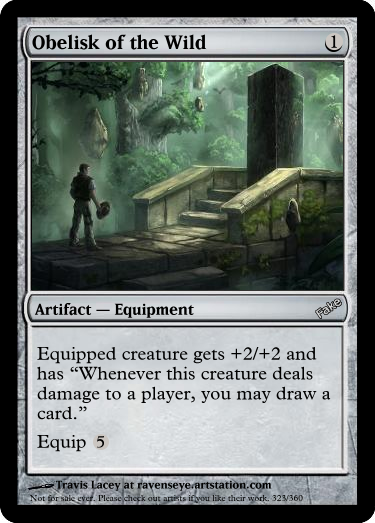 Obelisk of the Wild 1
Artifact — Equipment Fake
Equipped creature gets +2/+2 and
has “Whenever this creature deals
damage to a player, you may draw a
card.”
Equip 5
Travis Lacey at ravenseye.artstation.com
Not for sale ever. Please check out artists if you like their work. 323/360